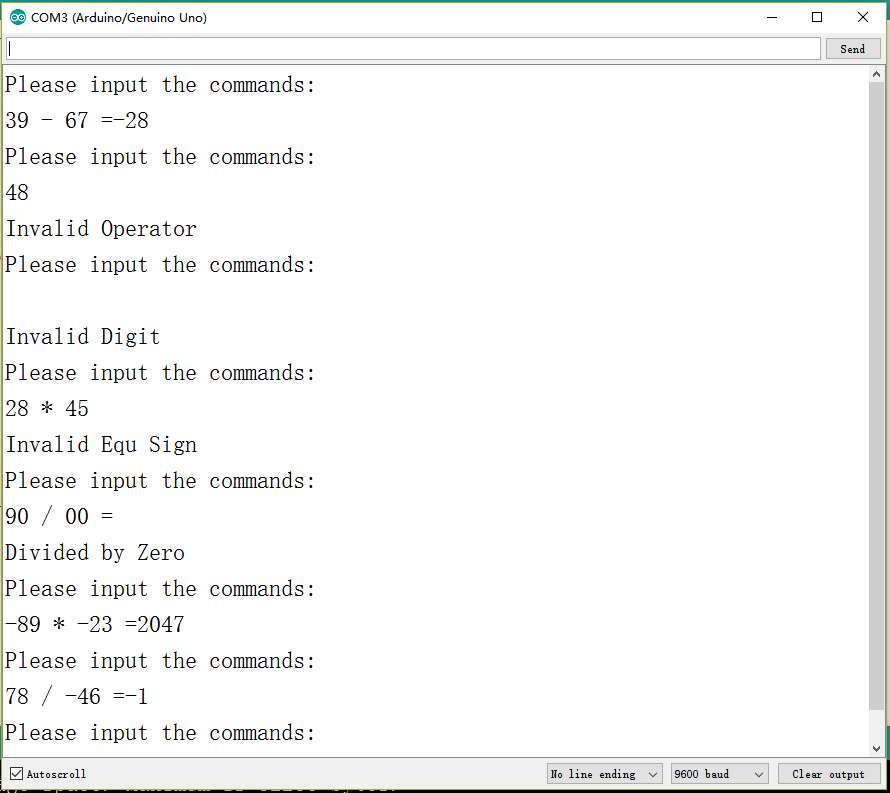 COM3 (Arduino/Genuino Uno)
Send
Please input the commands:
39 - 67 =-28
Please input the commands:
48
Invalid Operator
Please input the commands:
Invalid Digit
Please input the commands:
28 * 45
Invalid Equ Sign
Please input the commands:
90 / 00 =
Divided by Zero
Please input the commands:
-89 * -23 =2047
Please input the commands:
78 / -46 =-1
Please input the commands:
Autoscroll
No line ending
9600 baud
Clear output